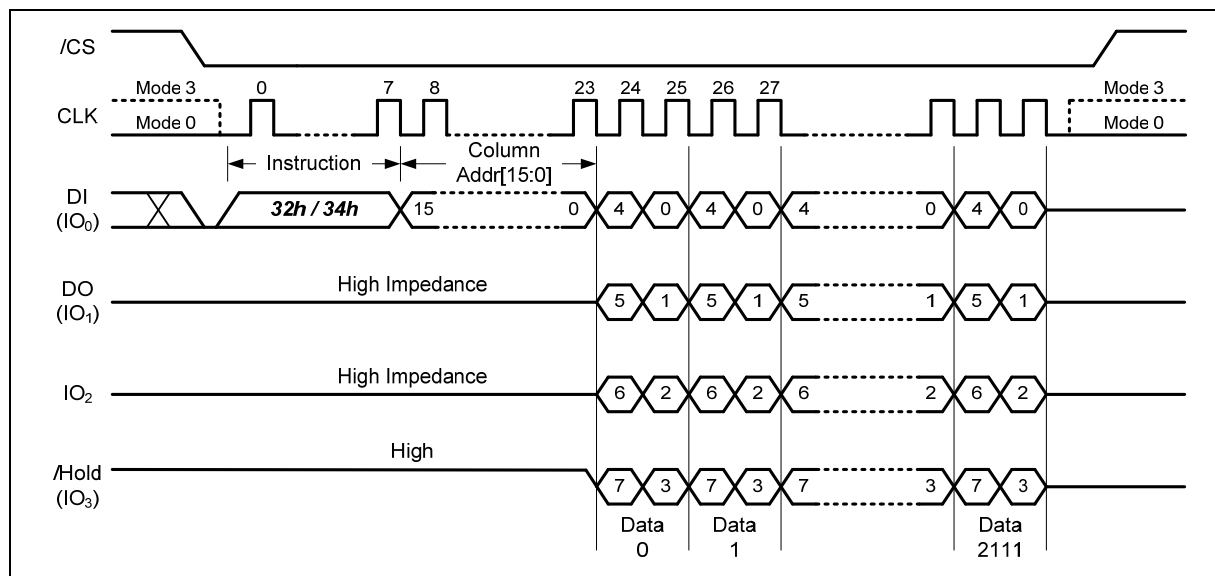 /CS
Mode 3 0 7 8 23 24 25 26 27 Mode 3
CLK
Mode 0 Mode 0
Instruction Column
Addr[15:0]
DI
(IO0) 32h / 34h 15 0 4 0 4 0 4 0 4 0
DO
(IO1) High Impedance 5 1 5 1 5 1 5 1
IO2 High Impedance 6 2 6 2 6 2 6 2
/Hold
(IO3) High 7 3 7 3 7 3 7 3
Data
0
Data
1
Data
2111